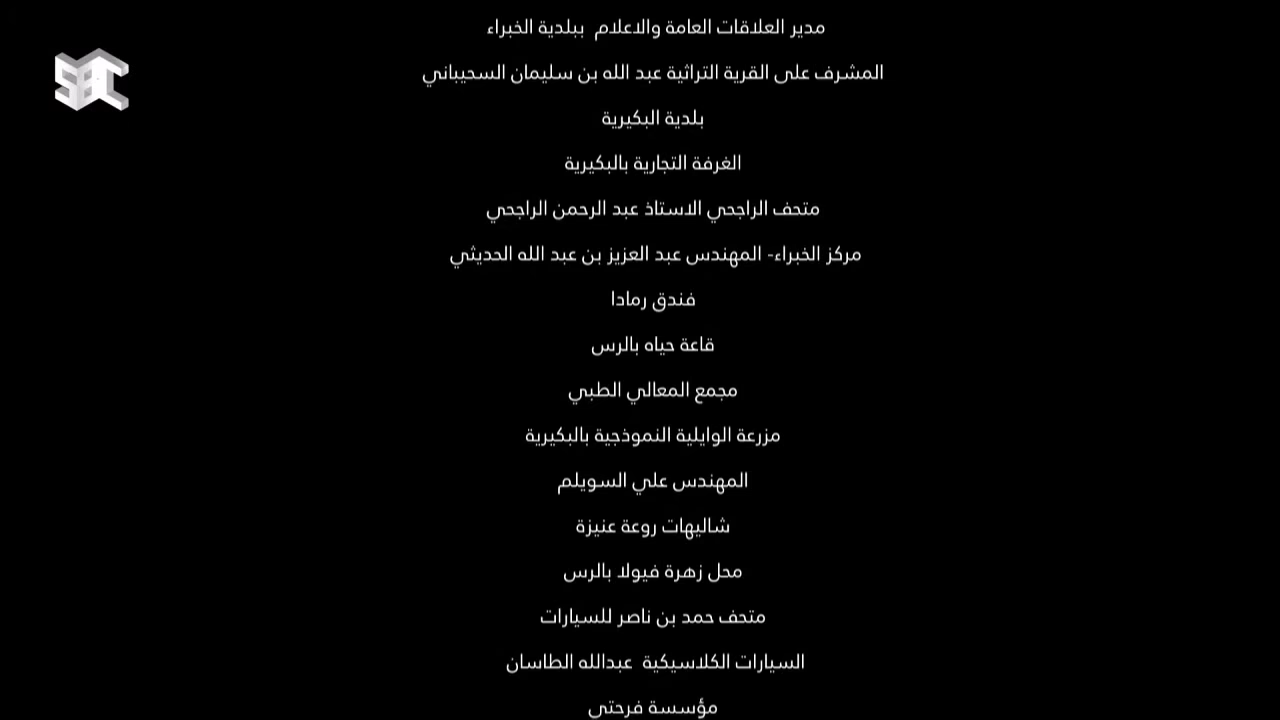 مدير العلاقات العامة والاعلام ببلدية الخبراء
SBC
المشرف على القرية التراثية عبد الله بن سليمان السحيباني
بلدية البكيرية
الغرفة التجارية بالبكيرية
متحف الراجحي الاستاذ عبد الرحمن الراجحي
مركز الخبراء- المهندس عبد العزيز بن عبد الله الحديثي
فندق رمادا
قاعة حياه بالرس
مجمع المعالي الطبي
مزرعة الوايلية النموذجية بالبكيرية
المهندس علي السويلم
شاليهات روعة عنيزة
محل زهرة فيولا بالرس
متحف حمد بن ناصر للسيارات
السيارات الكلاسيكية عبدالله الطاسان
مؤسسة فرحتي